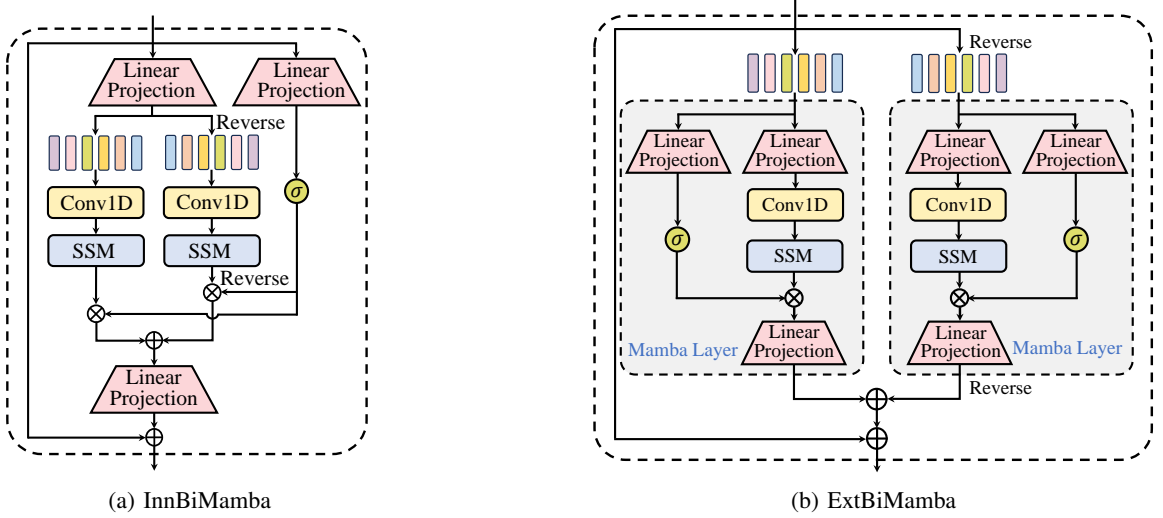 Linear
Projection
Linear
Projection
Reverse
σ
Conv1D
Conv1D
SSM
SSM
Reverse
Linear
Projection
(a) InnBiMamba
Reverse
Linear
Projection
Linear
Projection
Linear
Projection
Linear
Projection
Conv1D
Conv1D
σ
SSM
SSM
σ
Mamba Layer
Linear
Projection
Linear
Projection
Mamba Layer
Reverse
(b) ExtBiMamba